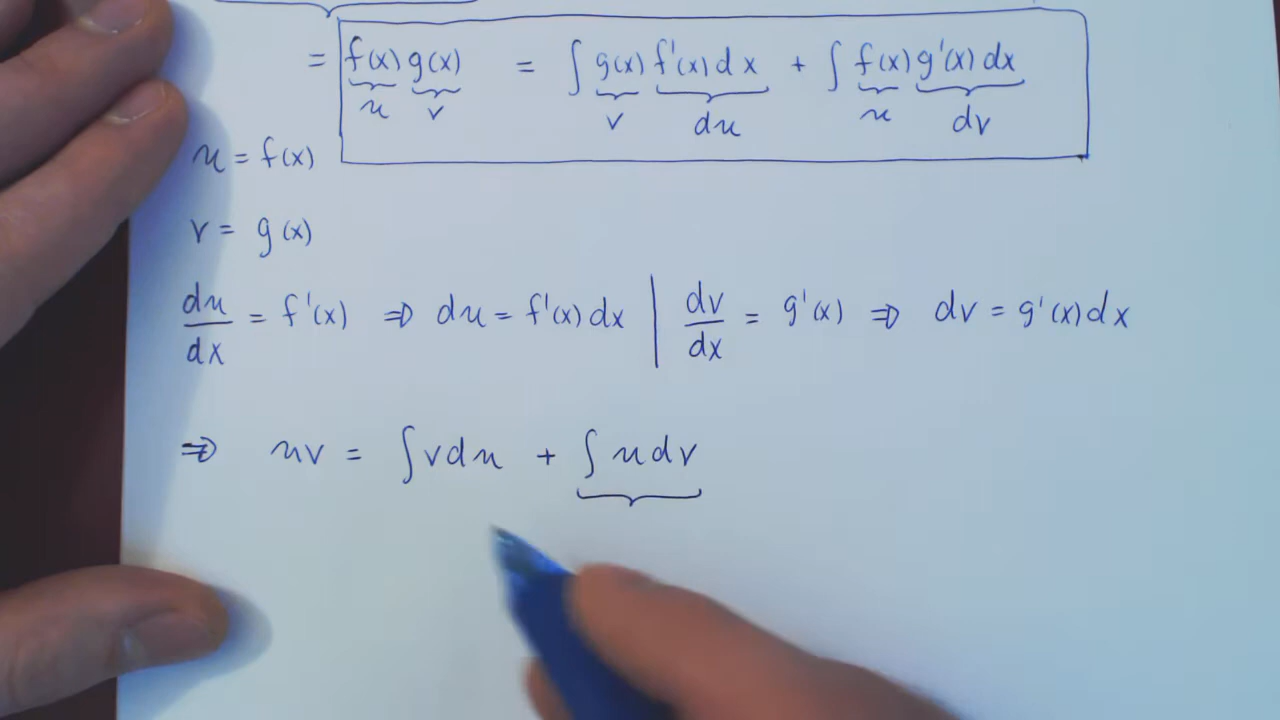 = f(x) g(x) = ∫ g(x) f'(x) dx + ∫ f(x) g'(x) dx
u v v du u dv
u = f(x)
v = g(x)
du/dx = f'(x) ⇒ du = f'(x) dx | dv/dx = g'(x) ⇒ dv = g'(x) dx
⇒ uv = ∫ v du + ∫ u dv